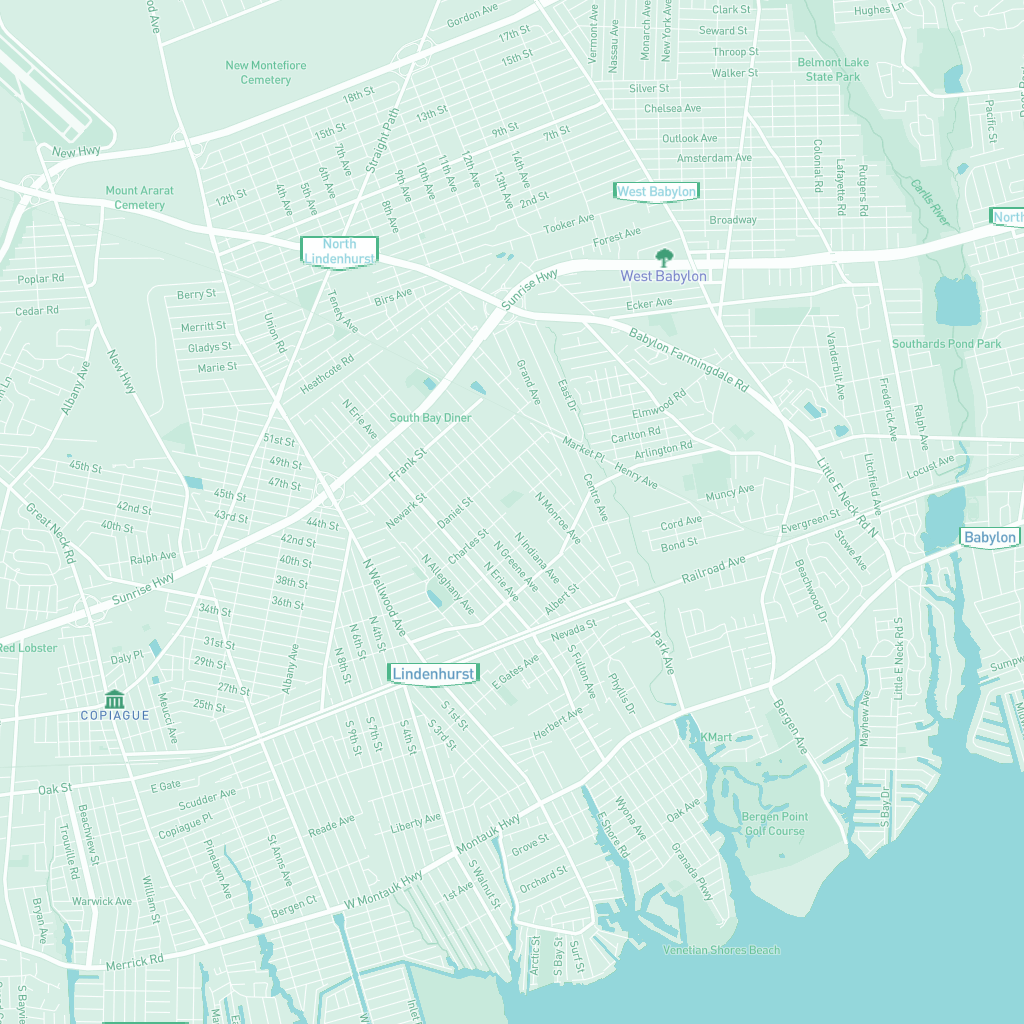 Gordon Ave
17th St
15th St
Vermont Ave
Nassau Ave
Monarch Ave
New York Ave
Clark St
Seward St
Throop St
Walker St
Hughes Ln
Belmont Lake
State Park
New Montefiore
Cemetery
18th St
Straight Path
13th St
Silver St
Chelsea Ave
Pacific St
15th St
9th St
7th St
Outlook Ave
Amsterdam Ave
New Hwy
7th Ave
6th Ave
5th Ave
4th Ave
12th St
9th Ave
10th Ave
11th Ave
12th Ave
13th Ave
14th Ave
8th Ave
2nd St
Colonial Rd
Lafayette Rd
Rutgers Rd
Carlls River
Mount Ararat
Cemetery
West Babylon
Tooker Ave
Forest Ave
Broadway
North
North
Lindenhurst
West Babylon
Poplar Rd
Cedar Rd
Berry St
Birs Ave
Sunrise Hwy
Ecker Ave
Tenety Ave
Merritt St
Gladys St
Marie St
Union Rd
Heathcote Rd
Babylon Farmingdale Rd
Vanderbilt Ave
Southards Pond Park
New Hwy
Albany Ave
Grand Ave
East Dr
Elmwood Rd
Frederick Ave
Ralph Ave
N Erie Ave
South Bay Diner
Carlton Rd
Arlington Rd
Market Pl
Henry Ave
51st St
49th St
47th St
45th St
45th St
Frank St
Centre Ave
Muncy Ave
Little E Neck Rd N
Litchfield Ave
Locust Ave
Great Neck Rd
42nd St
40th St
43rd St
44th St
Newark St
Daniel St
N Monroe Ave
Cord Ave
Bond St
Evergreen St
Stowe Ave
Babylon
Ralph Ave
42nd St
40th St
38th St
36th St
Charles St
N Indiana Ave
N Greene Ave
N Erie Ave
N Alleghany Ave
N Wellwood Ave
Railroad Ave
Beachwood Dr
Sunrise Hwy
34th St
31st St
29th St
27th St
25th St
Albert St
Nevada St
Red Lobster
Daly Pl
COPIAGUE
Meucci Ave
Albany Ave
N 8th St
N 6th St
N 4th St
Lindenhurst
E Gates Ave
S Fulton Ave
Phyllis Dr
Park Ave
Little E Neck Rd S
Mayhew Ave
Bergen Ave
KMart
S 1st St
S 3rd St
S 4th St
S 7th St
S 9th St
Herbert Ave
Oak St
E Gate
Scudder Ave
Copiague Pl
Reade Ave
Liberty Ave
Montauk Hwy
Grove St
Wyona Ave
Oak Ave
E Shore Rd
Bergen Point
Golf Course
S Bay Dr
Beachview St
Trouville Rd
Pinelawn Ave
St Anns Ave
Granada Pkwy
Orchard St
S Walnut St
1st Ave
W Montauk Hwy
Bergen Ct
Warwick Ave
William St
Bryan Ave
Merrick Rd
Arctic St
S Bay St
Surf St
Venetian Shores Beach